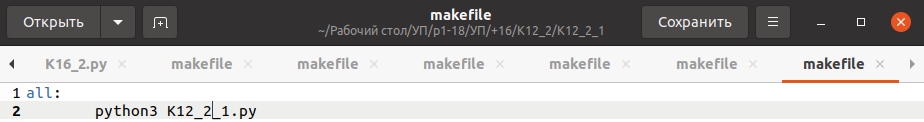 Открыть
makefile
~/Рабочий стол/УП/p1-18/УП/+16/K12_2/K12_2_1
Сохранить
K16_2.py
makefile
makefile
makefile
makefile
makefile
makefile
1 all:
2 python3 K12_2_1.py